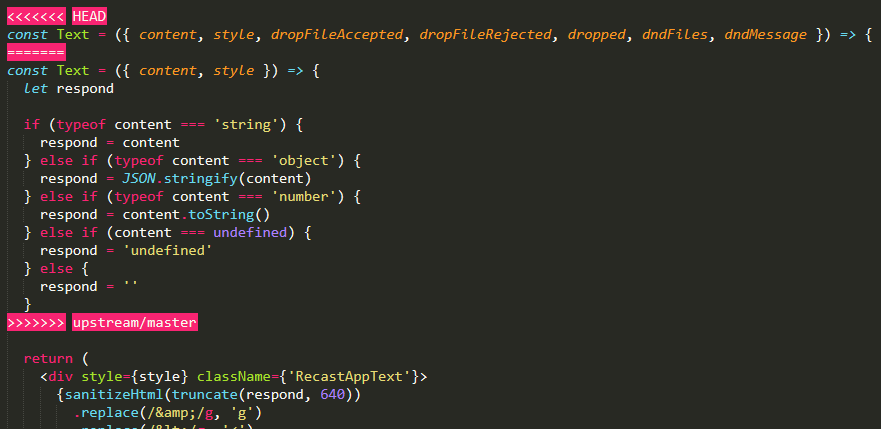 <<<<<<< HEAD
const Text = ({ content, style, dropFileAccepted, dropFileRejected, dropped, dndFiles, dndMessage }) => {
=======
const Text = ({ content, style }) => {
  let respond

  if (typeof content === 'string') {
    respond = content
  } else if (typeof content === 'object') {
    respond = JSON.stringify(content)
  } else if (typeof content === 'number') {
    respond = content.toString()
  } else if (content === undefined) {
    respond = 'undefined'
  } else {
    respond = ''
  }
>>>>>>> upstream/master

  return (
    <div style={style} className={'RecastAppText'}>
      {sanitizeHtml(truncate(respond, 640))
        .replace(/&amp;/g, 'g')